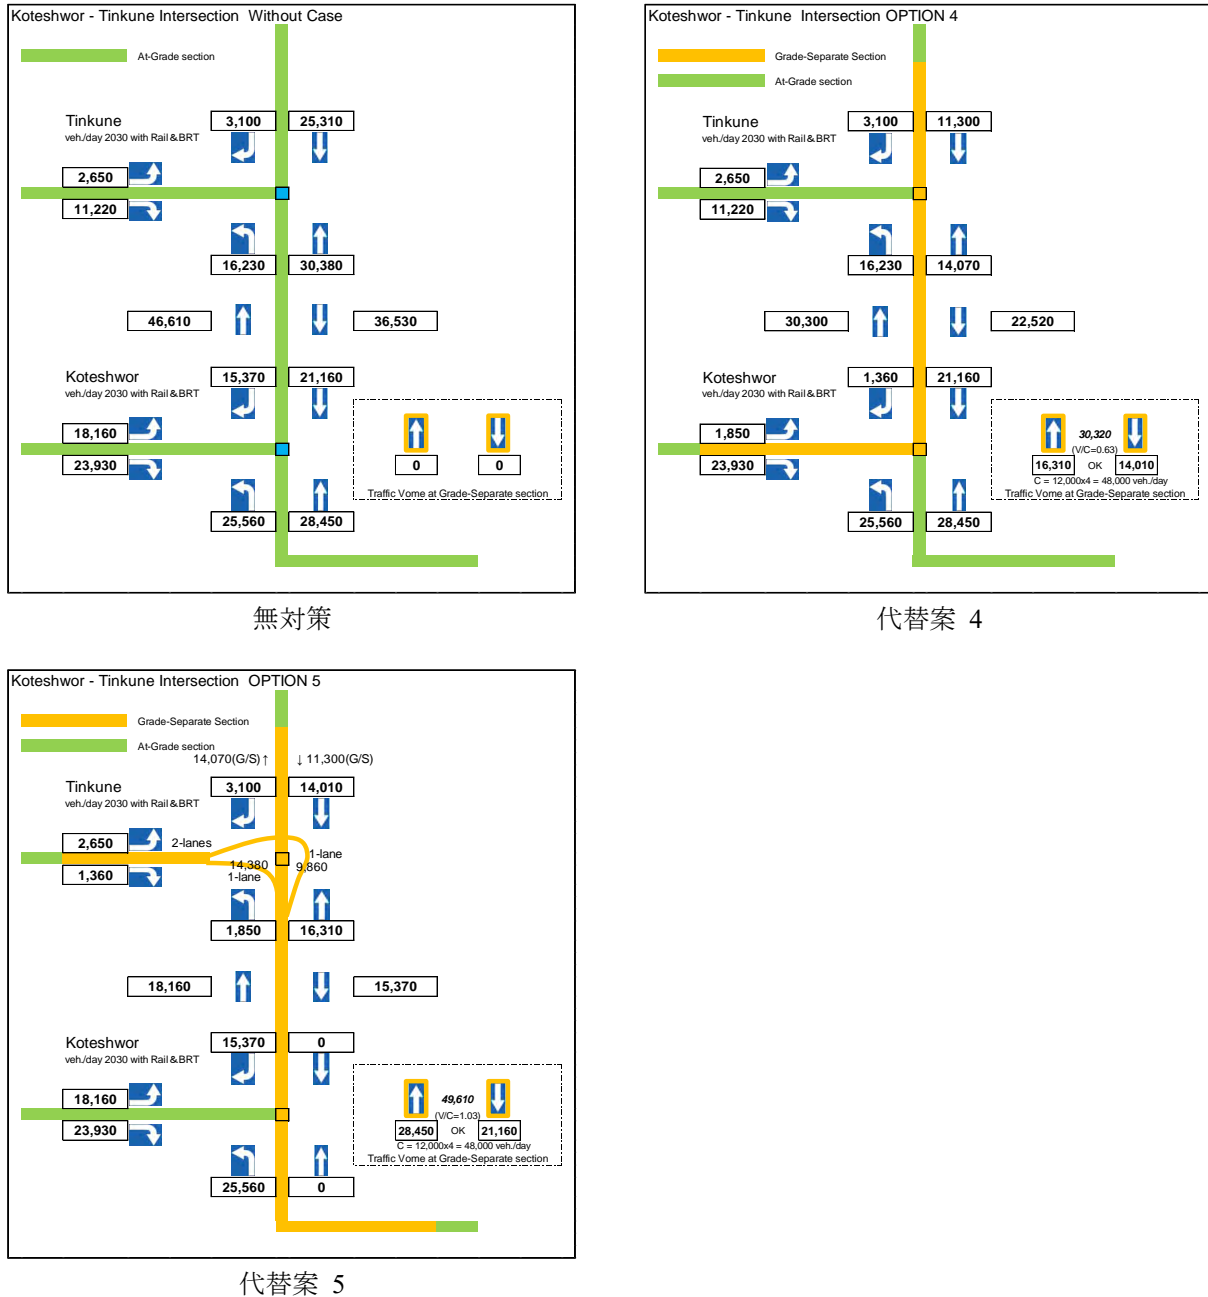 Koteshwor - Tinkune Intersection Without Case
At-Grade section
Tinkune
veh./day 2030 with Rail & BRT
3,100
25,310
2,650
11,220
16,230
30,380
46,610
36,530
Koteshwor
veh./day 2030 with Rail & BRT
15,370
21,160
18,160
23,930
0
0
Traffic Vome at Grade-Separate section
25,560
28,450
無対策
Koteshwor - Tinkune Intersection OPTION 4
Grade-Separate Section
At-Grade section
Tinkune
veh./day 2030 with Rail & BRT
3,100
11,300
2,650
11,220
16,230
14,070
30,300
22,520
Koteshwor
veh./day 2030 with Rail & BRT
1,360
21,160
1,850
23,930
30,320
(V/C=0.63)
16,310
OK
14,010
C = 12,000x4 = 48,000 veh./day
Traffic Vome at Grade-Separate section
25,560
28,450
代替案 4
Koteshwor - Tinkune Intersection OPTION 5
Grade-Separate Section
At-Grade section
14,070(G/S)↑
↓ 11,300(G/S)
Tinkune
veh./day 2030 with Rail & BRT
3,100
14,010
2,650
2-lanes
1,360
14,380
1-lane
1-lane
9,860
1,850
16,310
18,160
15,370
Koteshwor
veh./day 2030 with Rail & BRT
15,370
0
18,160
23,930
49,610
(V/C=1.03)
28,450
OK
21,160
C = 12,000x4 = 48,000 veh./day
Traffic Vome at Grade-Separate section
25,560
0
代替案 5